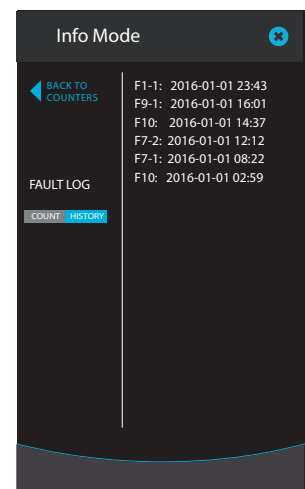 Info Mode
BACK TO
COUNTERS
FAULT LOG
COUNT HISTORY
F1-1: 2016-01-01 23:43
F9-1: 2016-01-01 16:01
F10: 2016-01-01 14:37
F7-2: 2016-01-01 12:12
F7-1: 2016-01-01 08:22
F10: 2016-01-01 02:59